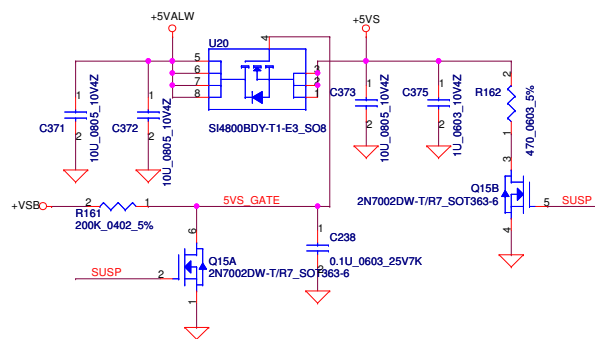 +5VALW
+5VS
U20
4
5
6
7
8
3
2
1
SI4800BDY-T1-E3_SO8
C371
1
2
10U_0805_10V4Z
C372
1
2
10U_0805_10V4Z
C373
1
2
10U_0805_10V4Z
C375
1
2
1U_0603_10V4Z
R162
2
1
470_0603_5%
+VSB
2
1
R161
200K_0402_5%
5VS_GATE
SUSP
2
6
1
Q15A
2N7002DW-T/R7_SOT363-6
C238
1
2
0.1U_0603_25V7K
3
Q15B
2N7002DW-T/R7_SOT363-6
5
SUSP
4